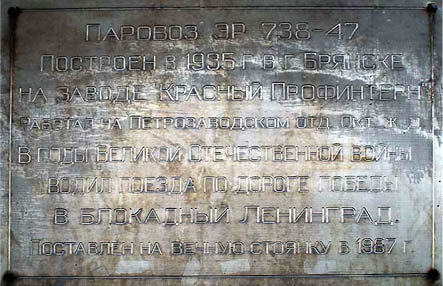 Паровоз Эр 738-47
Построен в 1935 г. в г. Брянске
на заводе "Красный Профинтерн"
Работал на Петрозаводском отд. Окт. ж.д.
В годы Великой Отечественной войны
водил поезда по дороге победы
в блокадный Ленинград.
Поставлен на вечную стоянку в 1987 г.